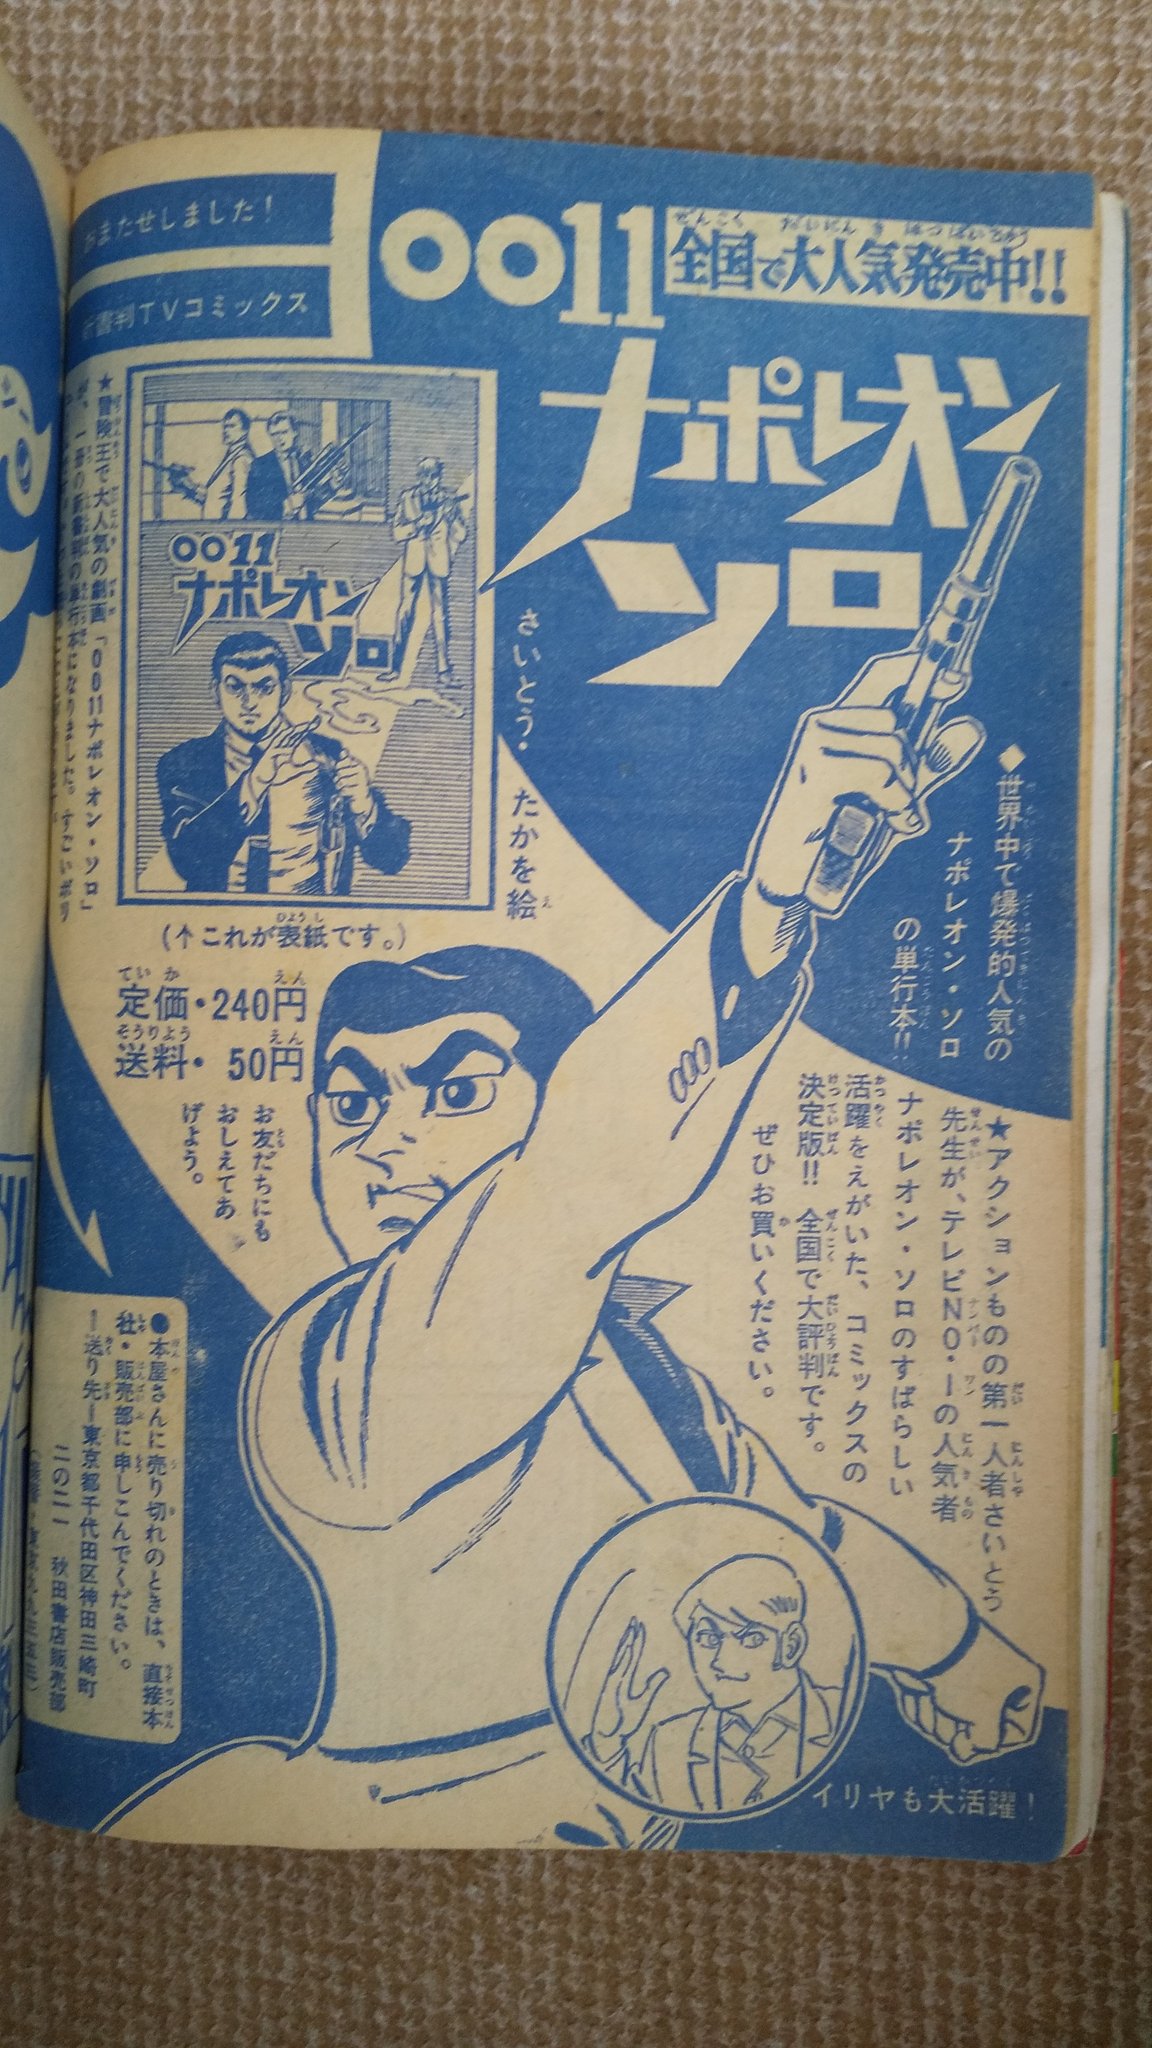 おまたせしました!
書判TVコミックス
0011
全国で大人気発売中!!
ナポレオン
ソロ
0011
ナポレオン
ソロ
さいとう・たかを絵
◆世界中で爆発的人気の
ナポレオン・ソロ
の単行本!!
★アクションものの第一人者さいとう
先生が、テレビNO・1の人気者
ナポレオン・ソロのすばらしい
活躍をえがいた、コミックスの
決定版!! 全国で大評判です。
ぜひお買いください。
★冒険王で大人気の劇画「0011ナポレオン・ソロ」
が、一冊の新書判の単行本になりました。すごいボリ
(↑これが表紙です。)
定価・240円
送料・50円
お友だちにも
おしえてあ
げよう。
●本屋さんに売り切れのときは、直接本
社・販売部に申しこんでください。
ー送り先ー東京都千代田区神田三崎町
二の二一 秋田書店販売部
イリヤも大活躍!